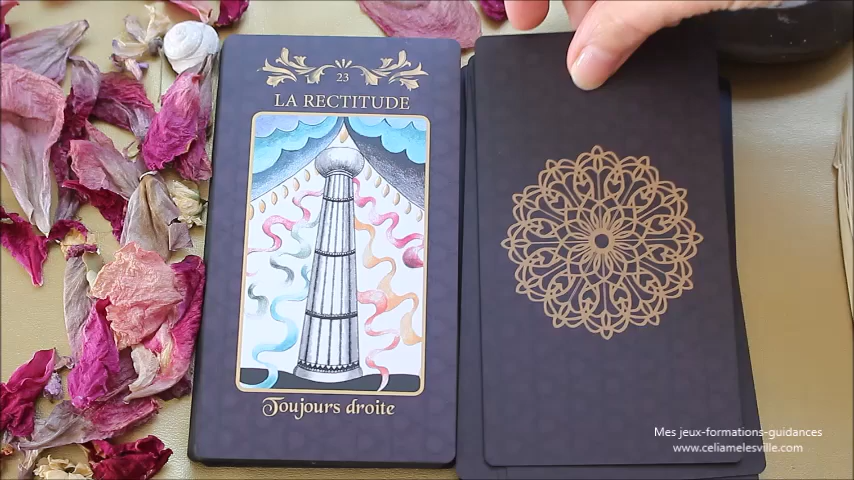 23
LA RECTITUDE
Toujours droite
Mes jeux-formations-guidances
www.celiamelesville.com